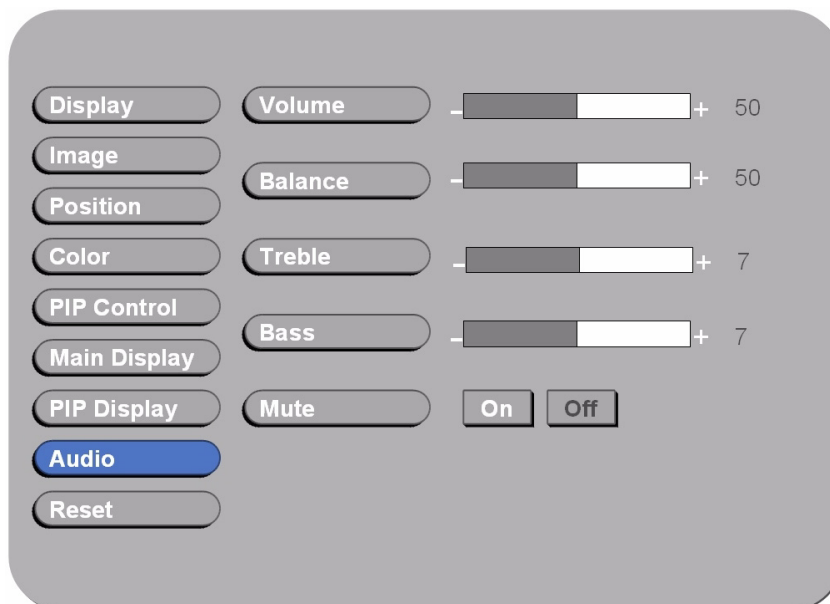 Display
Image
Position
Color
PIP Control
Main Display
PIP Display
Audio
Reset
Volume - + 50
Balance - + 50
Treble - + 7
Bass - + 7
Mute On Off